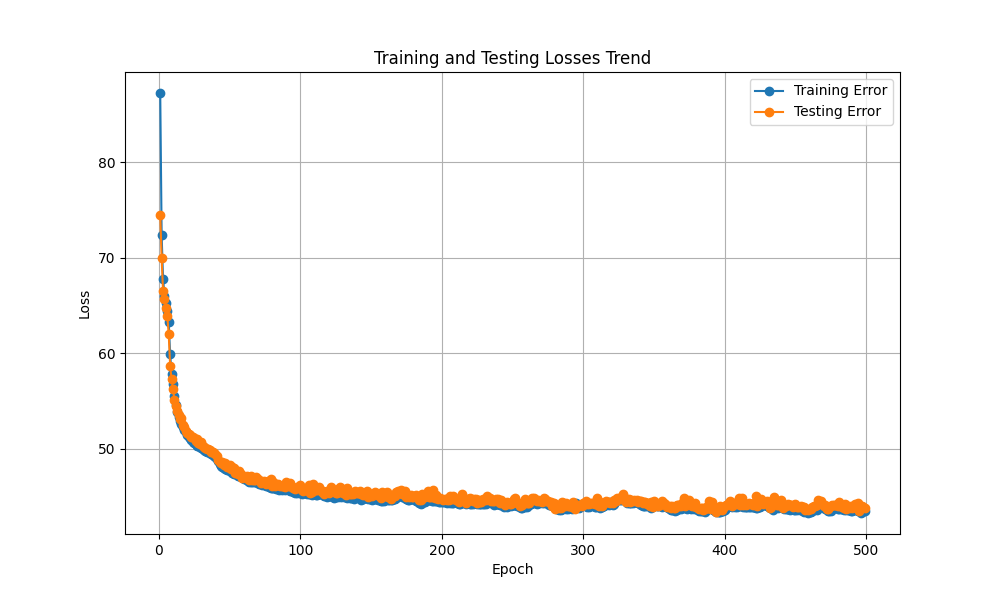 Training and Testing Losses Trend
Training Error
Testing Error
80
70
60
50
Loss
0 100 200 300 400 500
Epoch